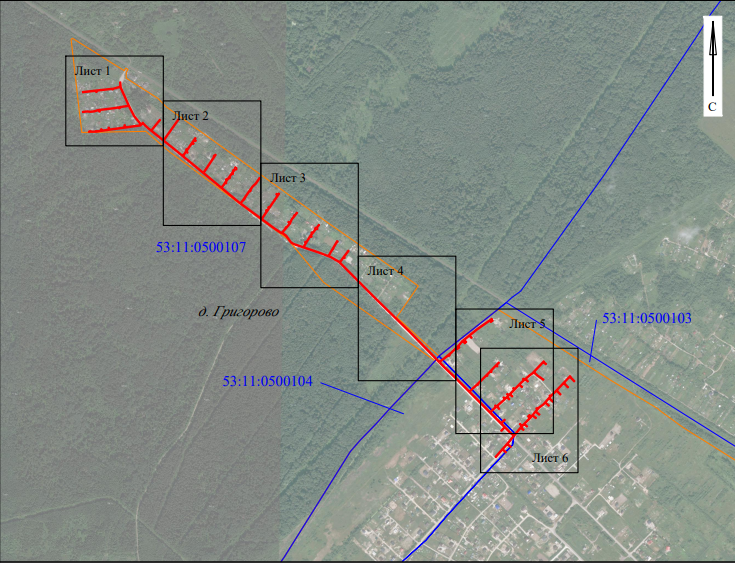 Лист 1
С
Лист 2
Лист 3
53:11:0500107
Лист 4
д. Григорово
53:11:0500103
Лист 5
53:11:0500104
Лист 6